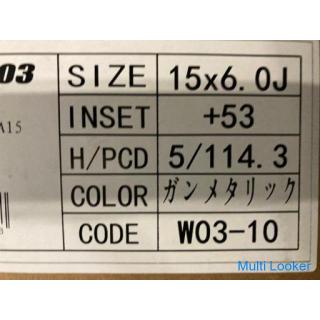 03
SIZE 15x6.0J
A15
INSET +53
H/PCD 5/114.3
COLOR ガンメタリック
CODE W03-10
Multi Looker